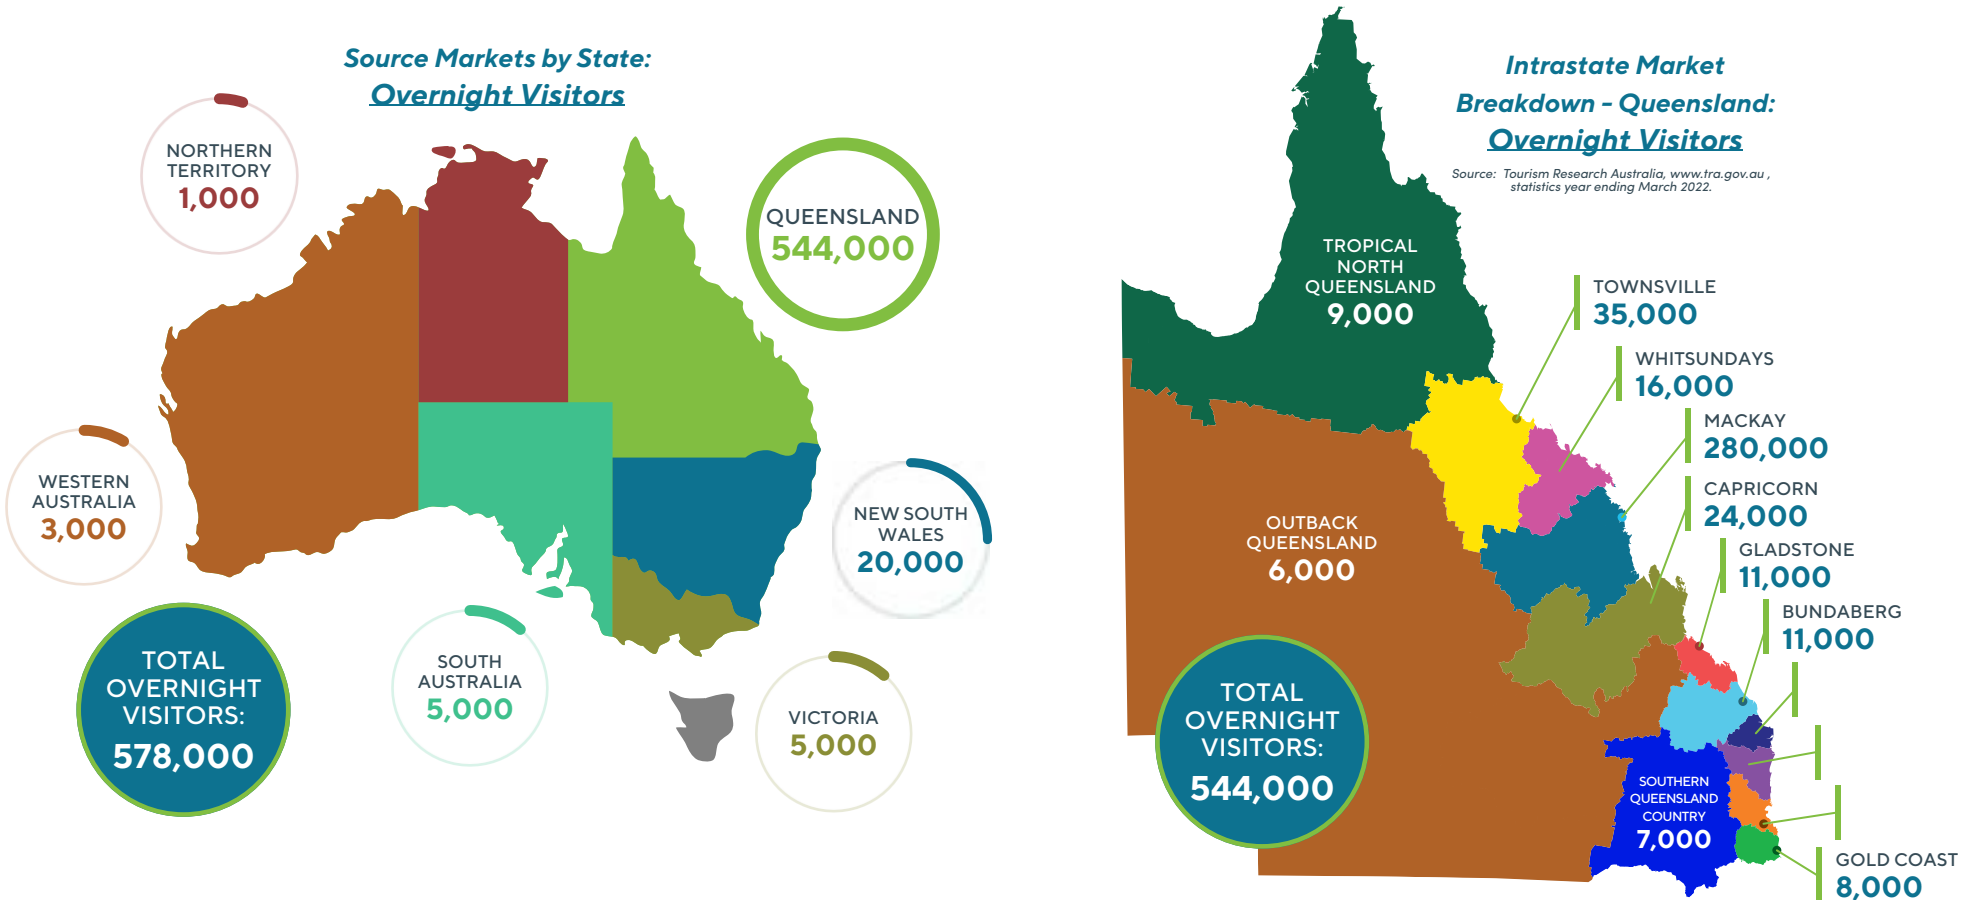 Source Markets by State:
Overnight Visitors
NORTHERN
TERRITORY
1,000
QUEENSLAND
544,000
WESTERN
AUSTRALIA
3,000
NEW SOUTH
WALES
20,000
TOTAL
OVERNIGHT
VISITORS:
578,000
SOUTH
AUSTRALIA
5,000
VICTORIA
5,000
Intrastate Market
Breakdown - Queensland:
Overnight Visitors
Source: Tourism Research Australia, www.tra.gov.au ,
statistics year ending March 2022.
TROPICAL
NORTH
QUEENSLAND
9,000
TOWNSVILLE
35,000
WHITSUNDAYS
16,000
MACKAY
280,000
CAPRICORN
24,000
GLADSTONE
11,000
BUNDABERG
11,000
OUTBACK
QUEENSLAND
6,000
TOTAL
OVERNIGHT
VISITORS:
544,000
SOUTHERN
QUEENSLAND
COUNTRY
7,000
GOLD COAST
8,000